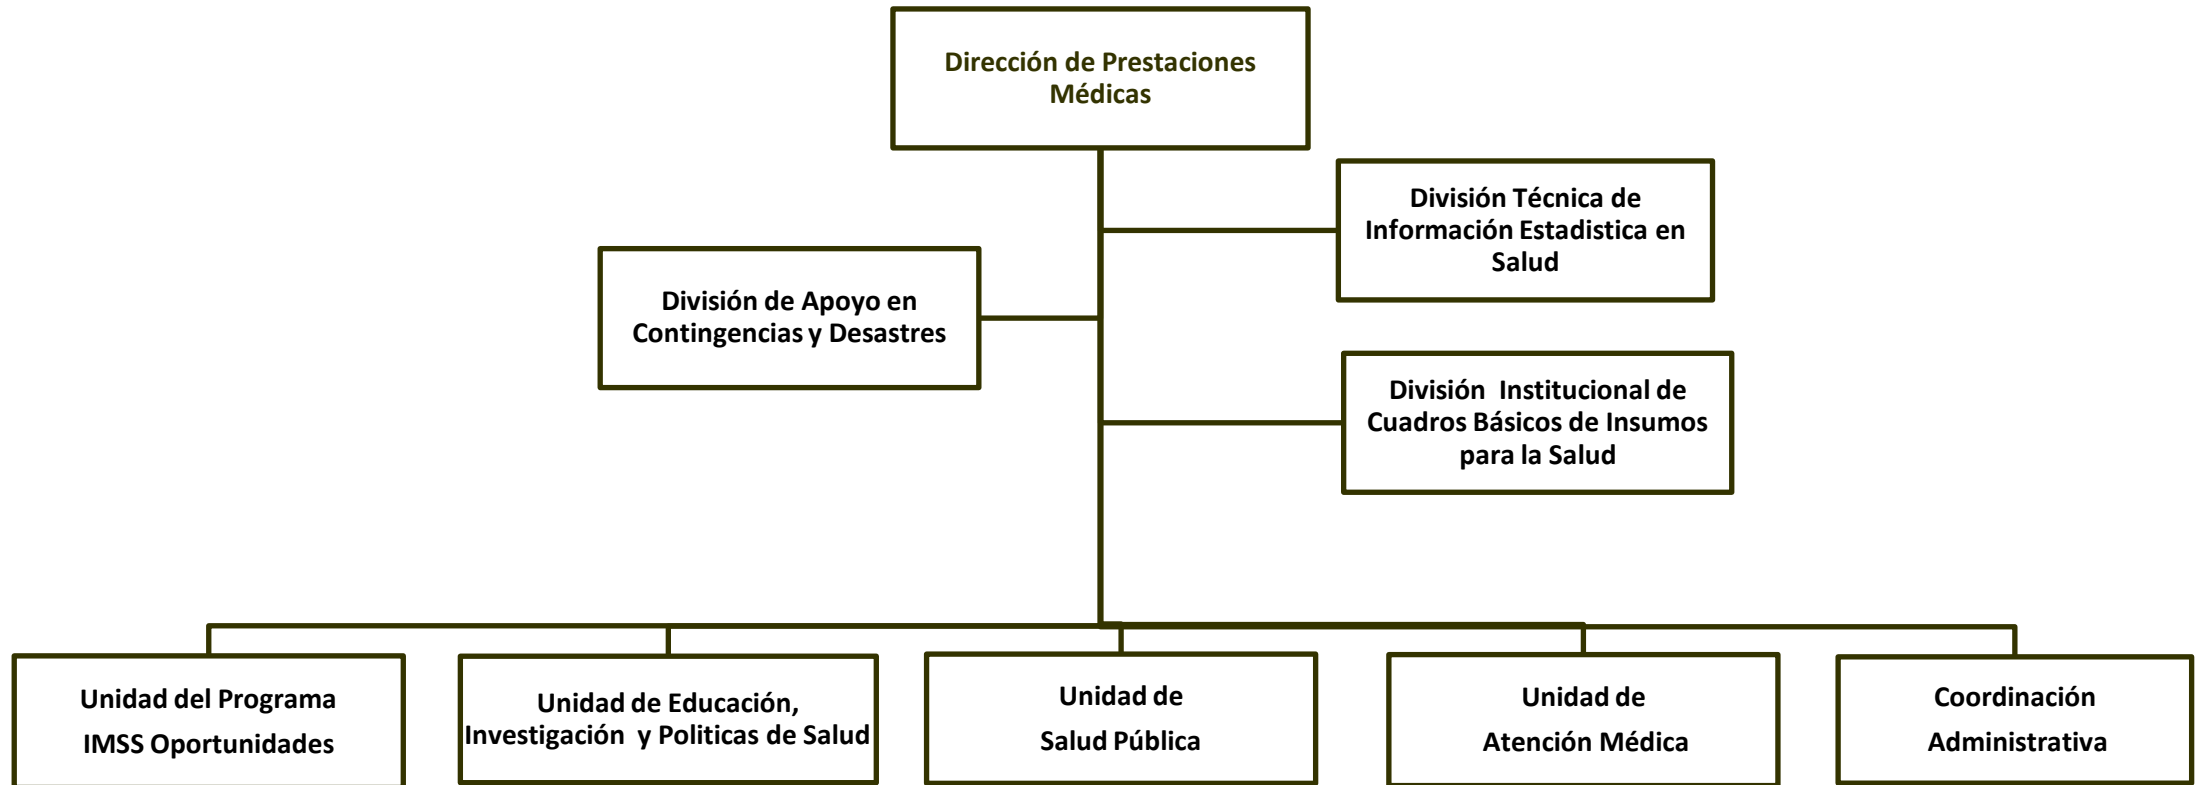 Dirección de Prestaciones
Médicas
División Técnica de
Información Estadistica en
Salud
División de Apoyo en
Contingencias y Desastres
División Institucional de
Cuadros Básicos de Insumos
para la Salud
Unidad del Programa
IMSS Oportunidades
Unidad de Educación,
Investigación y Politicas de Salud
Unidad de
Salud Pública
Unidad de
Atención Médica
Coordinación
Administrativa